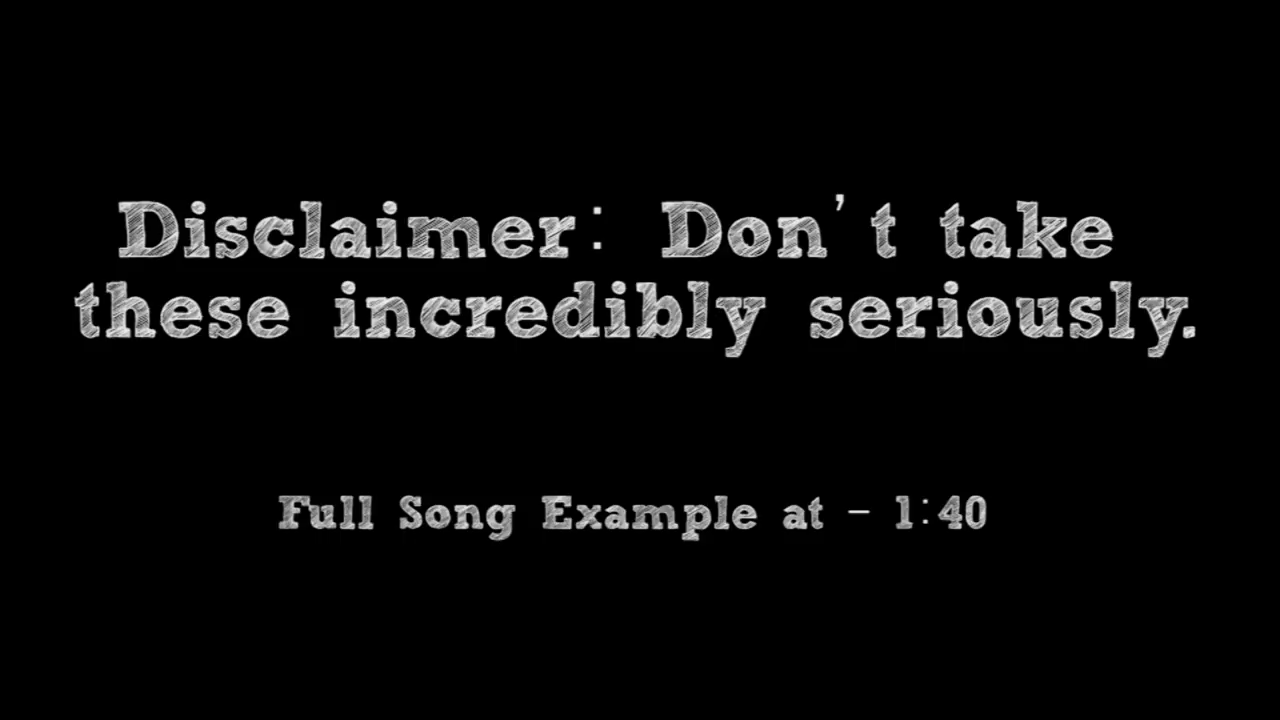 Disclaimer: Don't take
these incredibly seriously.
Full Song Example at - 1:40